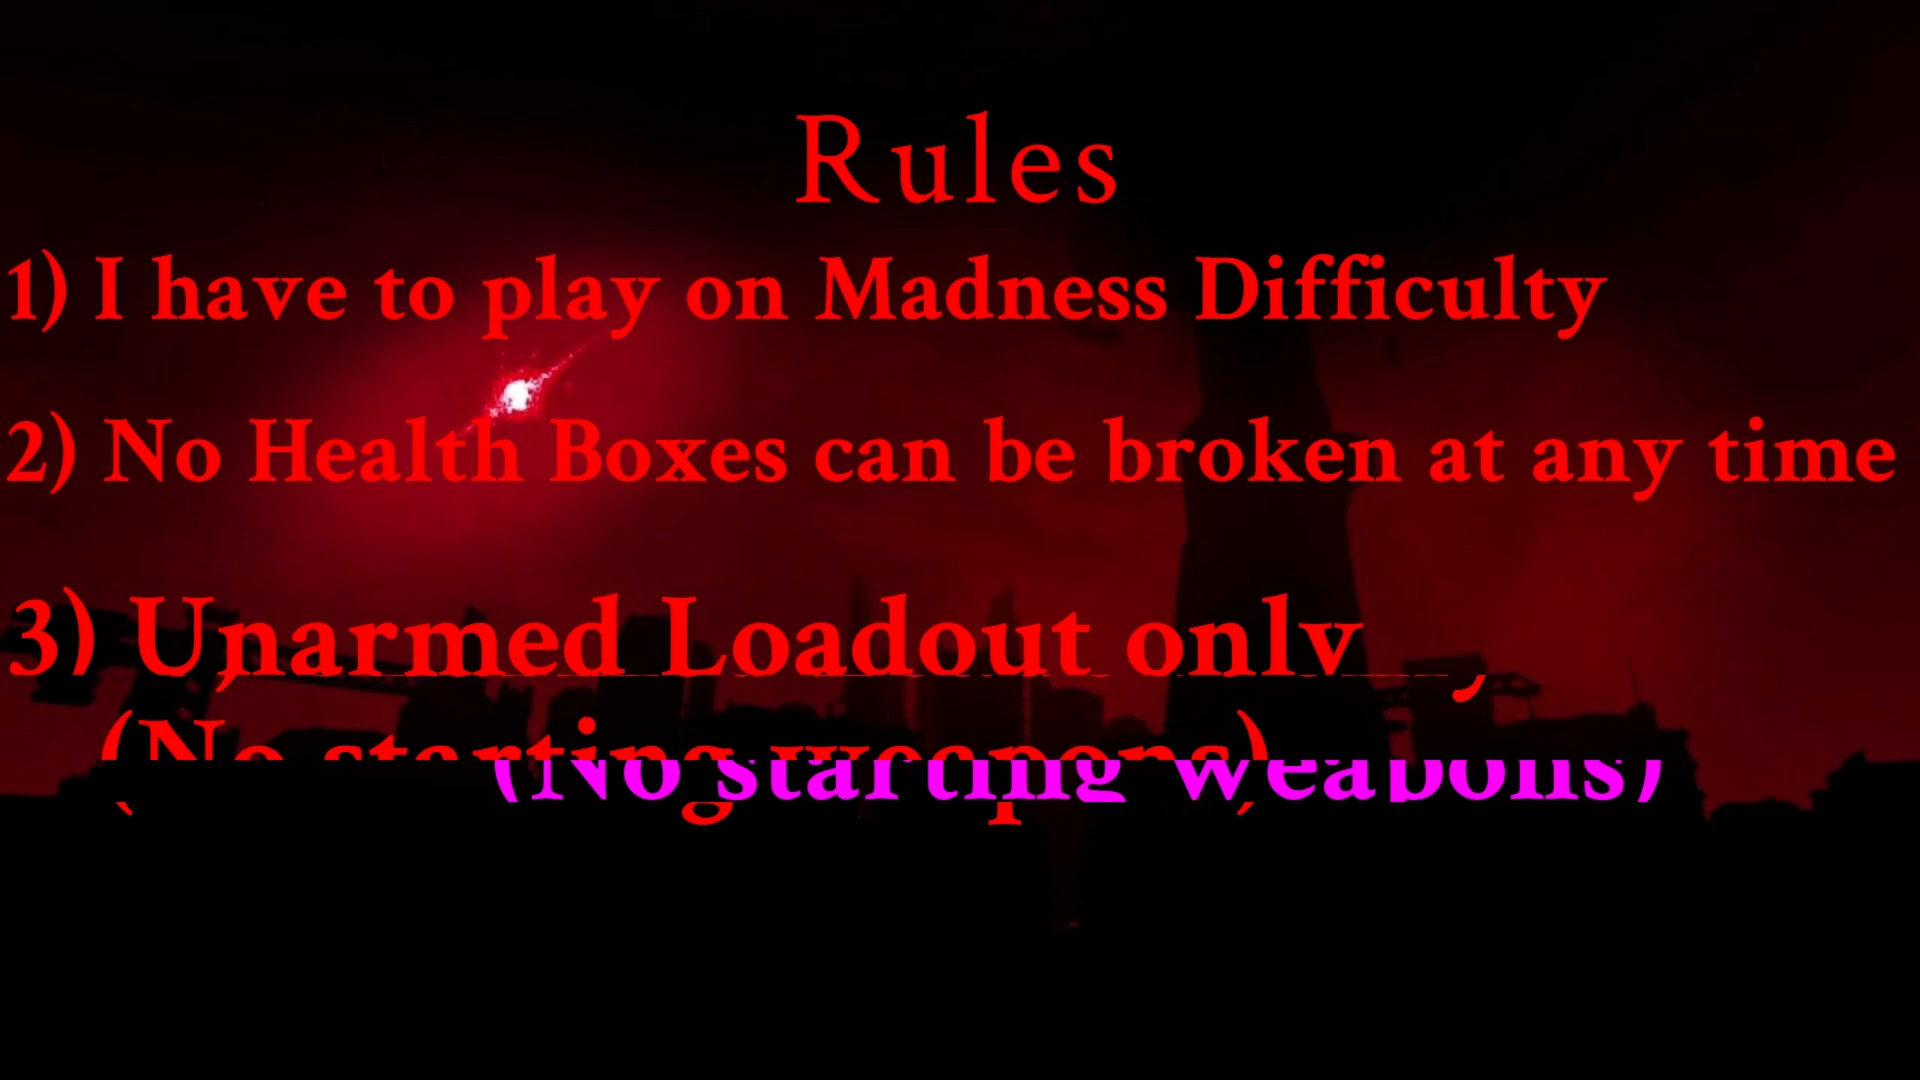 Rules
1) I have to play on Madness Difficulty
2) No Health Boxes can be broken at any time
3) Unarmed Loadout only
(No starting weapons)